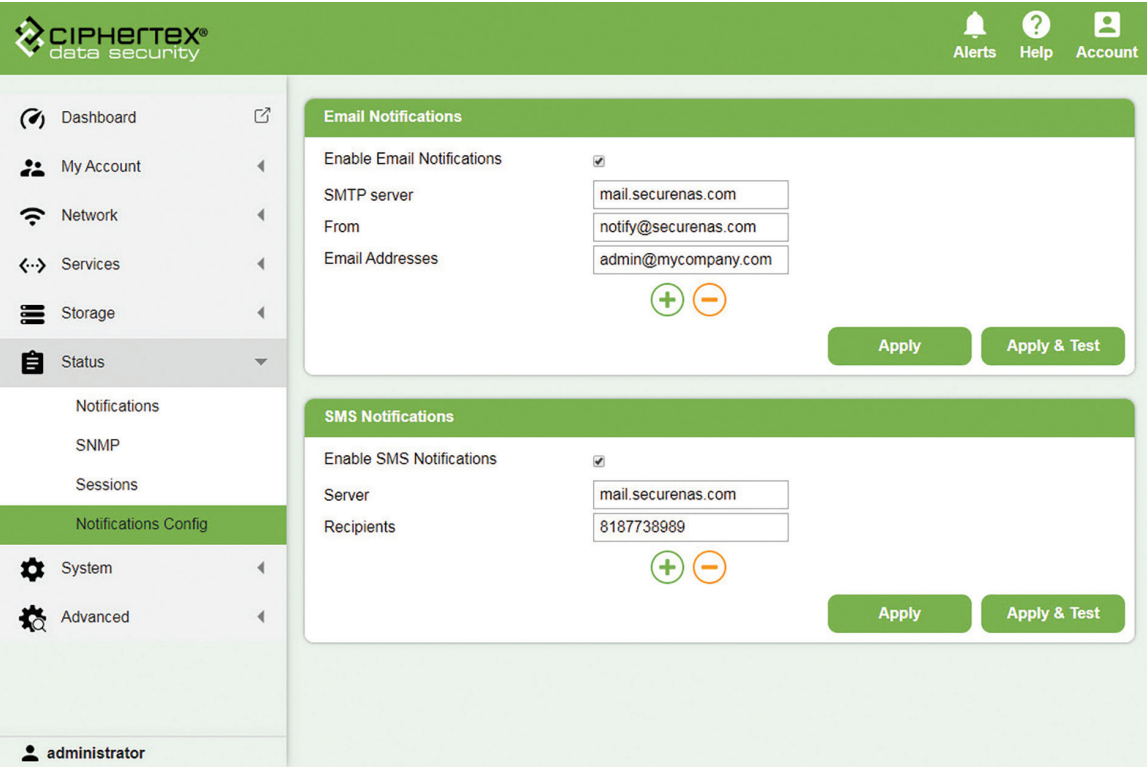 CIPHERTEX®
data security
Alerts Help Account
Dashboard
My Account
Network
Services
Storage
Status
Notifications
SNMP
Sessions
Notifications Config
System
Advanced
administrator
Email Notifications
Enable Email Notifications
SMTP server mail.securenas.com
From notify@securenas.com
Email Addresses admin@mycompany.com
Apply Apply & Test
SMS Notifications
Enable SMS Notifications
Server mail.securenas.com
Recipients 8187738989
Apply Apply & Test